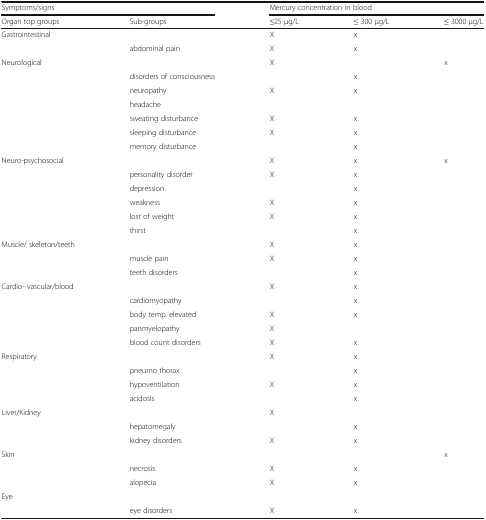 Symptoms/signs Mercury concentration in blood
Organ top groups Sub-groups ≤25 μg/L ≤ 300 μg/L ≤ 3000 μg/L
Gastrointestinal X x
abdominal pain X x
Neurological X x
disorders of consciousness x
neuropathy X x
headache
sweating disturbance X x
sleeping disturbance X x
memory disturbance x
Neuro-psychosocial X x x
personality disorder X x
depression x
weakness X x
lost of weight X x
thirst x
Muscle/ skeleton/teeth X x
muscle pain X x
teeth disorders x
Cardio- vascular/blood X x
cardiomyopathy x
body temp. elevated X x
panmyelopathy X
blood count disorders X x
Respiratory X x
pneumo thorax x
hypoventilation X x
acidosis x
Liver/Kidney X
hepatomegaly x
kidney disorders X x
Skin x
necrosis X x
alopecia X x
Eye
eye disorders X x